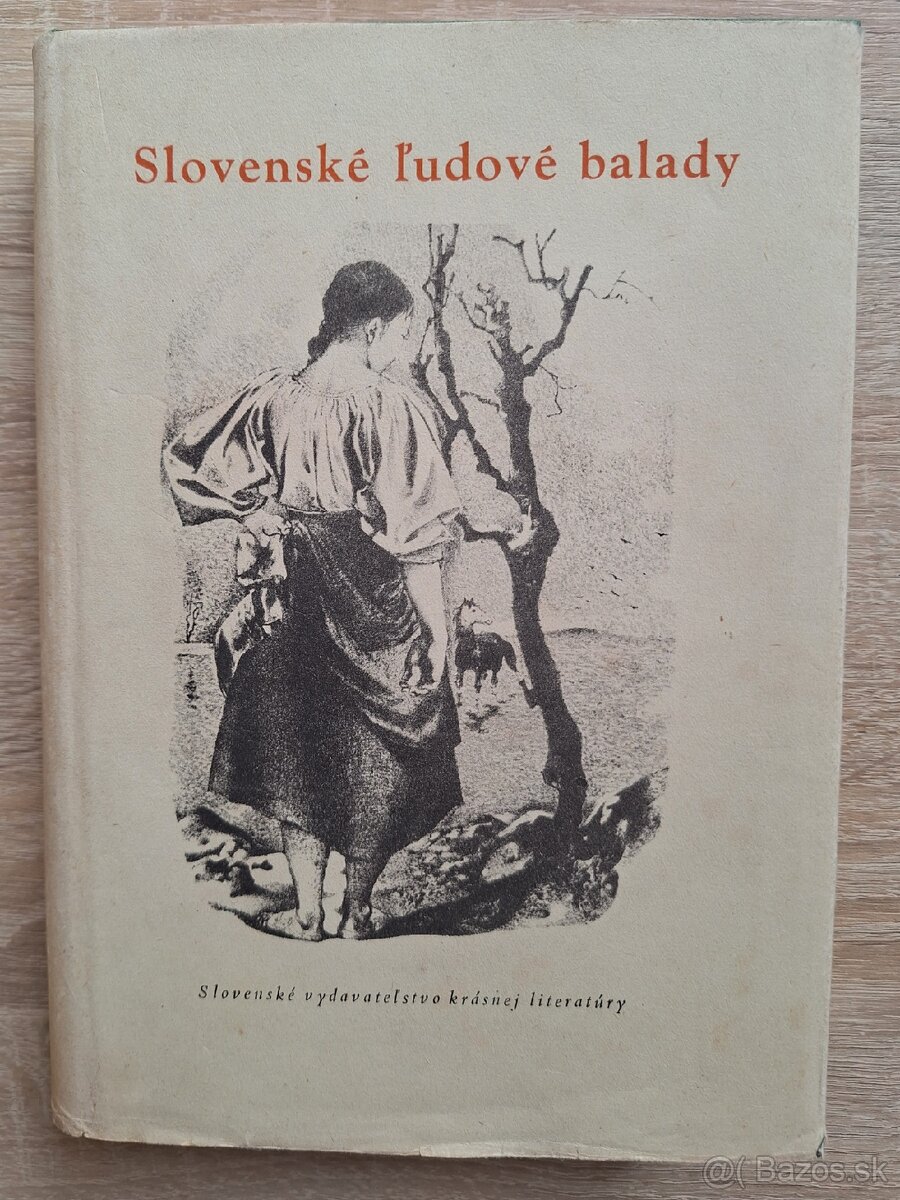 Slovenské ľudové balady
Slovenské vydavateľstvo krásnej literatúry
@( Bazos.sk